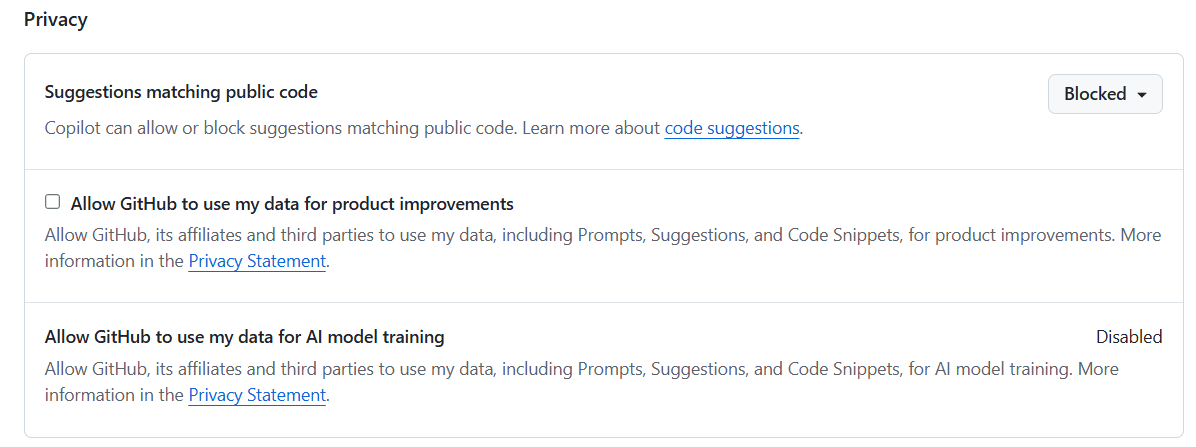 Privacy
Suggestions matching public code
Blocked
Copilot can allow or block suggestions matching public code. Learn more about code suggestions.
Allow GitHub to use my data for product improvements
Allow GitHub, its affiliates and third parties to use my data, including Prompts, Suggestions, and Code Snippets, for product improvements. More
information in the Privacy Statement.
Allow GitHub to use my data for AI model training
Disabled
Allow GitHub, its affiliates and third parties to use my data, including Prompts, Suggestions, and Code Snippets, for AI model training. More
information in the Privacy Statement.